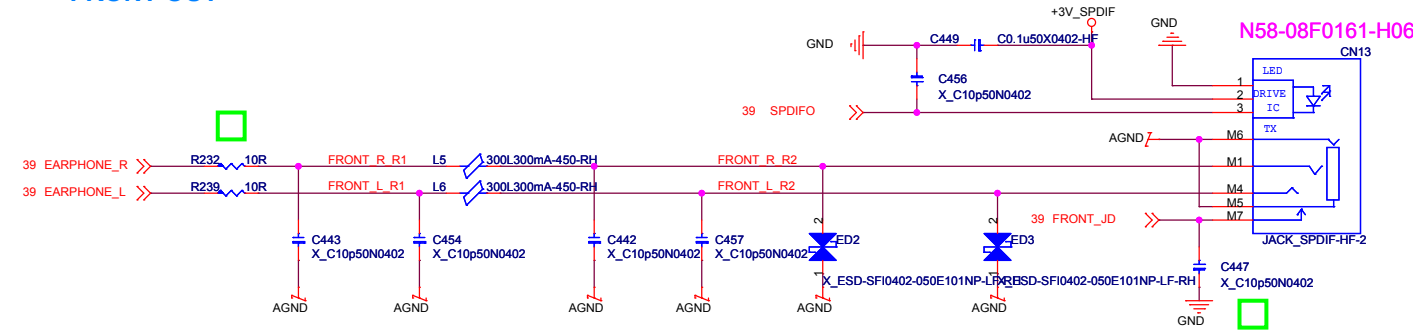 +3V_SPDIF
GND
N58-08F0161-H06
GND
C449
C0.1u50X0402-HF
CN13
LED
C456
X_C10p50N0402
1
2
3
DRIVE
IC
39 SPDIFO
TX
AGND
M6
39 EARPHONE_R
R232
10R
FRONT_R_R1
L5
300L300mA-450-RH
FRONT_R_R2
M1
39 EARPHONE_L
R239
10R
FRONT_L_R1
L6
300L300mA-450-RH
FRONT_L_R2
M4
M5
M7
39 FRONT_JD
2
2
C443
X_C10p50N0402
C454
X_C10p50N0402
C442
X_C10p50N0402
C457
X_C10p50N0402
ED2
ED3
JACK_SPDIF-HF-2
1
1
X_ESD-SFI0402-050E101NP-LF-RH
X_ESD-SFI0402-050E101NP-LF-RH
C447
X_C10p50N0402
AGND
AGND
AGND
AGND
AGND
AGND
GND